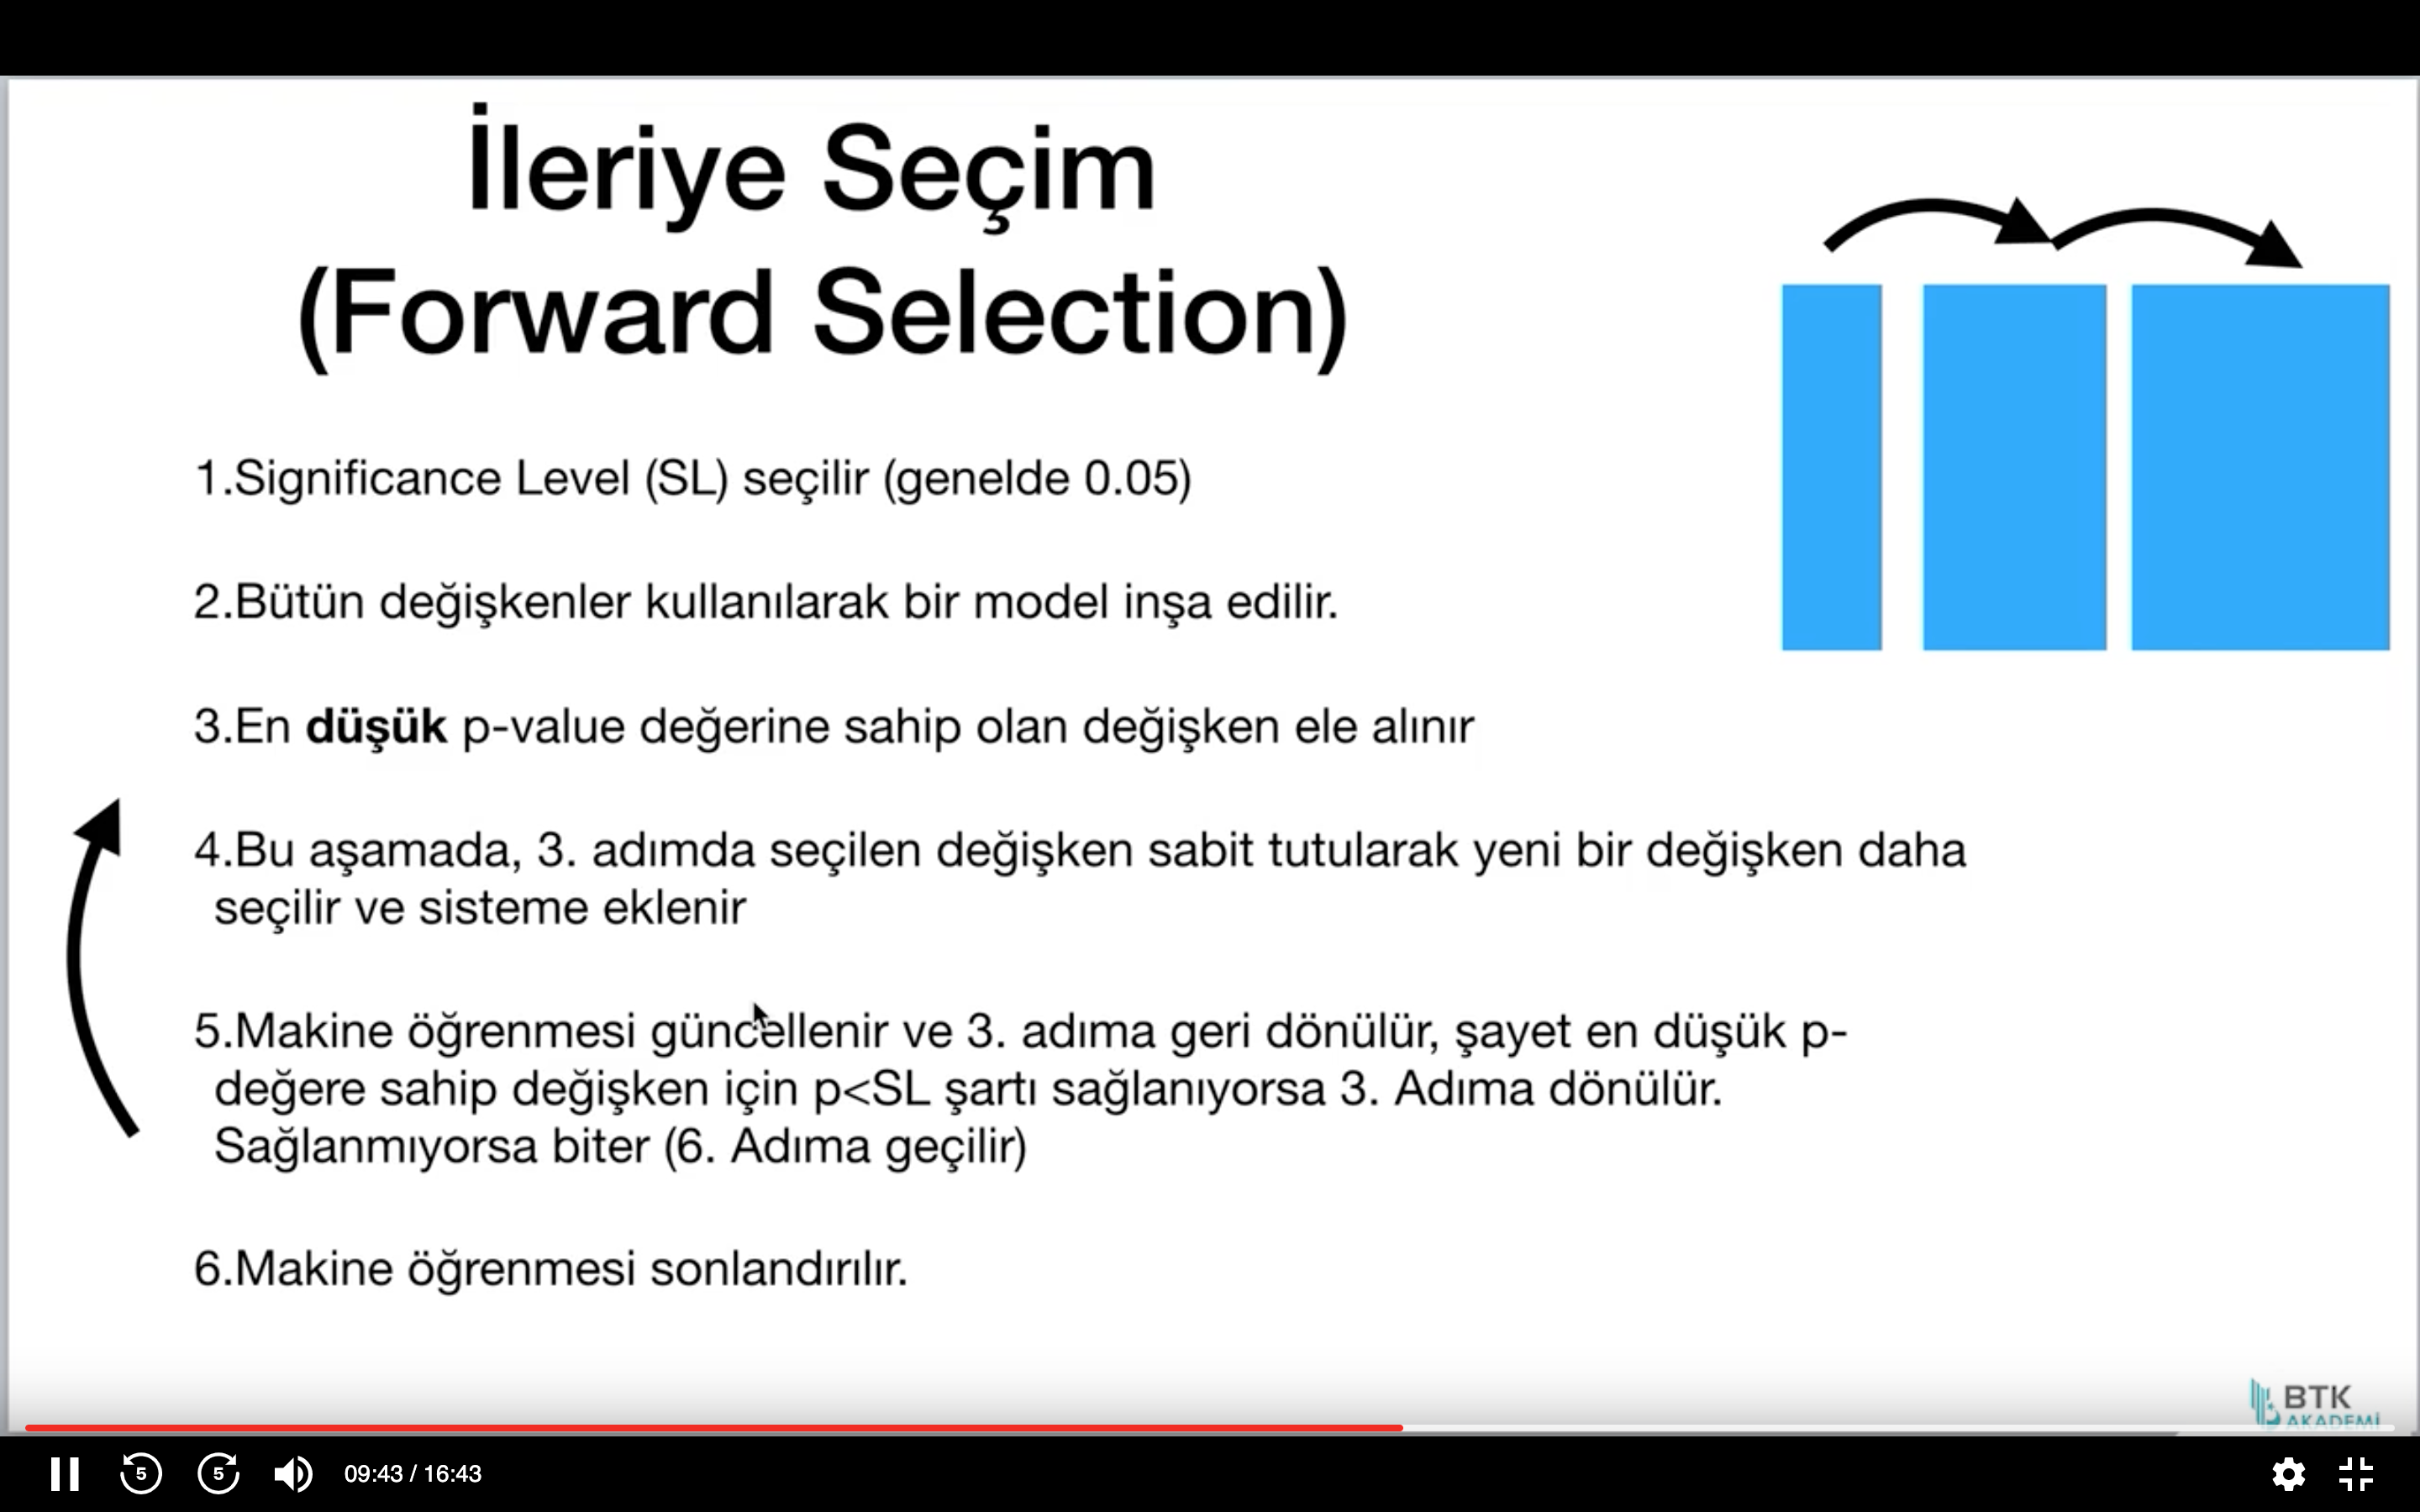 İleriye Seçim
(Forward Selection)
1.Significance Level (SL) seçilir (genelde 0.05)
2.Bütün değişkenler kullanılarak bir model inşa edilir.
3.En düşük p-value değerine sahip olan değişken ele alınır
4.Bu aşamada, 3. adımda seçilen değişken sabit tutularak yeni bir değişken daha
seçilir ve sisteme eklenir
5.Makine öğrenmesi güncellenir ve 3. adıma geri dönülür, şayet en düşük p-
değere sahip değişken için p<SL şartı sağlanıyorsa 3. Adıma dönülür.
Sağlanmıyorsa biter (6. Adıma geçilir)
6.Makine öğrenmesi sonlandırılır.
BTK
AKADEMİ
5
5
09:43 / 16:43